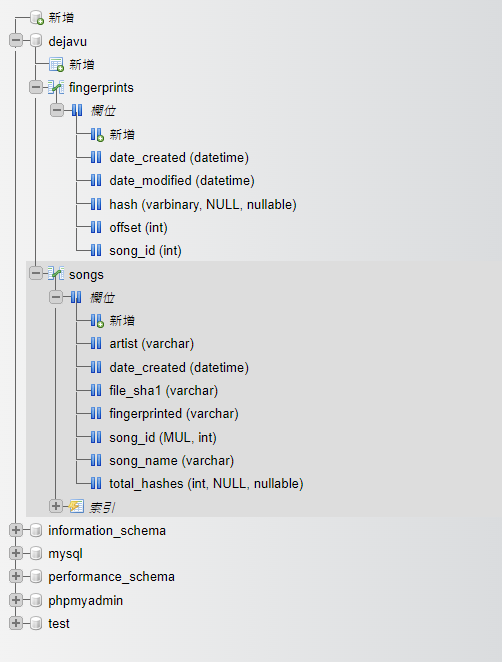 新增
dejavu
新增
fingerprints
欄位
新增
date_created (datetime)
date_modified (datetime)
hash (varbinary, NULL, nullable)
offset (int)
song_id (int)
songs
欄位
新增
artist (varchar)
date_created (datetime)
file_sha1 (varchar)
fingerprinted (varchar)
song_id (MUL, int)
song_name (varchar)
total_hashes (int, NULL, nullable)
索引
information_schema
mysql
performance_schema
phpmyadmin
test